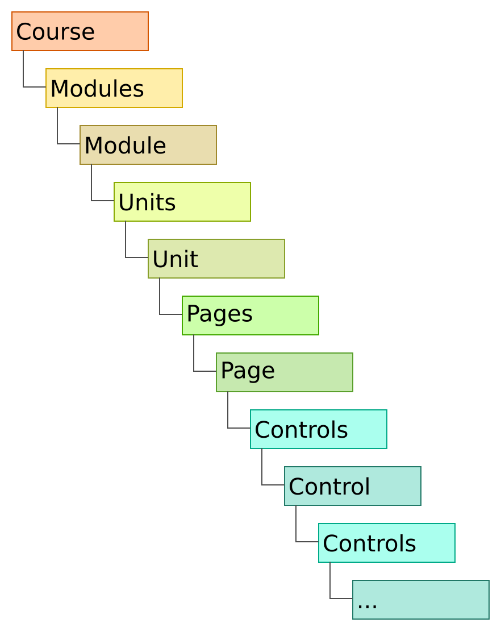 Course
Modules
Module
Units
Unit
Pages
Page
Controls
Control
Controls
...